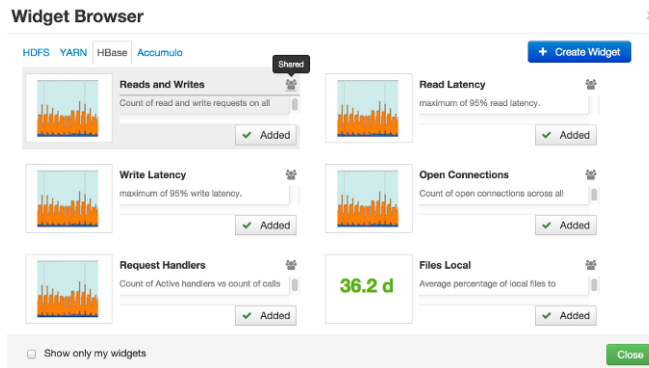 Widget Browser
HDFS YARN HBase Accumulo
+ Create Widget
Shared
Reads and Writes
Count of read and write requests on all
Added
Read Latency
maximum of 95% read latency.
Added
Write Latency
maximum of 95% write latency.
Added
Open Connections
Count of open connections across all
Added
Request Handlers
Count of Active handlers vs count of calls
Added
36.2 d
Files Local
Average percentage of local files to
Added
Show only my widgets
Close